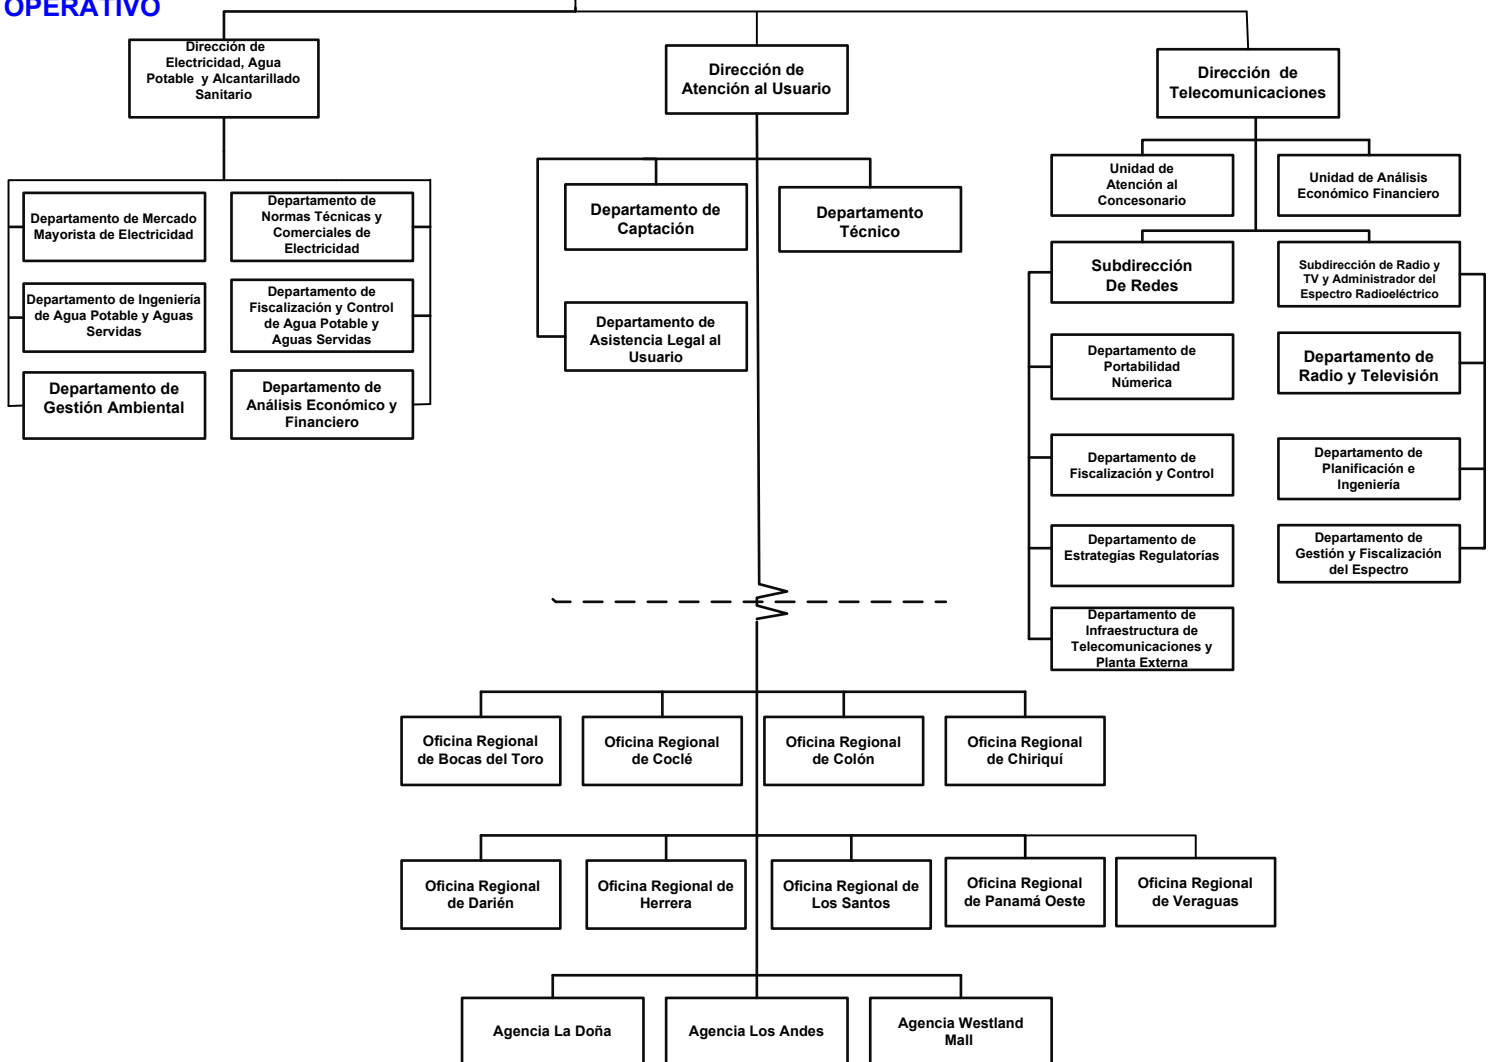 OPERATIVO
Dirección de
Electricidad, Agua
Potable y Alcantarillado
Sanitario
Dirección de
Atención al Usuario
Dirección de
Telecomunicaciones
Departamento de Mercado
Mayorista de Electricidad
Departamento de
Normas Técnicas y
Comerciales de
Electricidad
Departamento de Ingeniería
de Agua Potable y Aguas
Servidas
Departamento de
Fiscalización y Control
de Agua Potable y
Aguas Servidas
Departamento de
Gestión Ambiental
Departamento de
Análisis Económico y
Financiero
Departamento de
Captación
Departamento
Técnico
Departamento de
Asistencia Legal al
Usuario
Unidad de
Atención al
Concesonario
Unidad de Análisis
Económico Financiero
Subdirección
De Redes
Subdirección de Radio y
TV y Administrador del
Espectro Radioeléctrico
Departamento de
Portabilidad
Númerica
Departamento de
Radio y Televisión
Departamento de
Fiscalización y Control
Departamento de
Planificación e
Ingeniería
Departamento de
Estrategías Regulatorías
Departamento de
Gestión y Fiscalización
del Espectro
Departamento de
Infraestructura de
Telecomunicaciones y
Planta Externa
Oficina Regional
de Bocas del Toro
Oficina Regional
de Coclé
Oficina Regional
de Colón
Oficina Regional
de Chiriquí
Oficina Regional
de Darién
Oficina Regional de
Herrera
Oficina Regional de
Los Santos
Oficina Regional
de Panamá Oeste
Oficina Regional
de Veraguas
Agencia La Doña
Agencia Los Andes
Agencia Westland
Mall